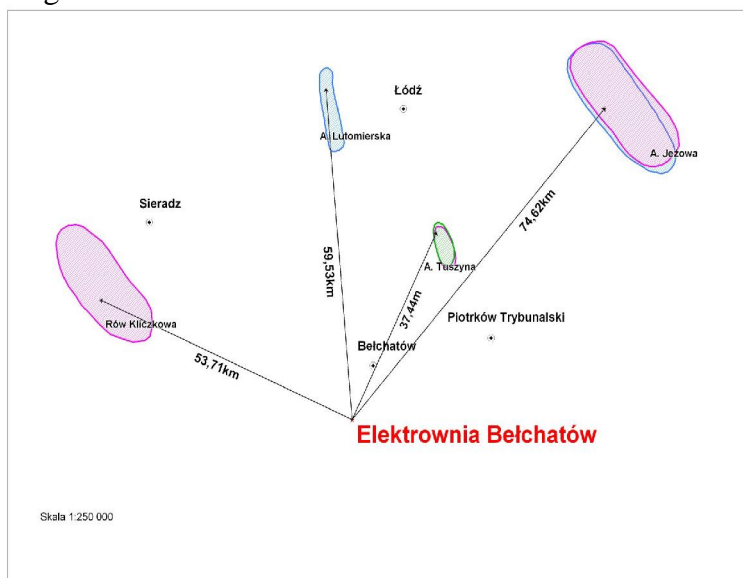 Łódź
A. Lutomierska
A. Jeżowa
Sieradz
74,62km
59,53km
A. Tuszyna
37,44m
Piotrków Trybunalski
Rów Kliczkowa
Bełchatów
53,71km
Elektrownia Bełchatów
Skala 1:250 000